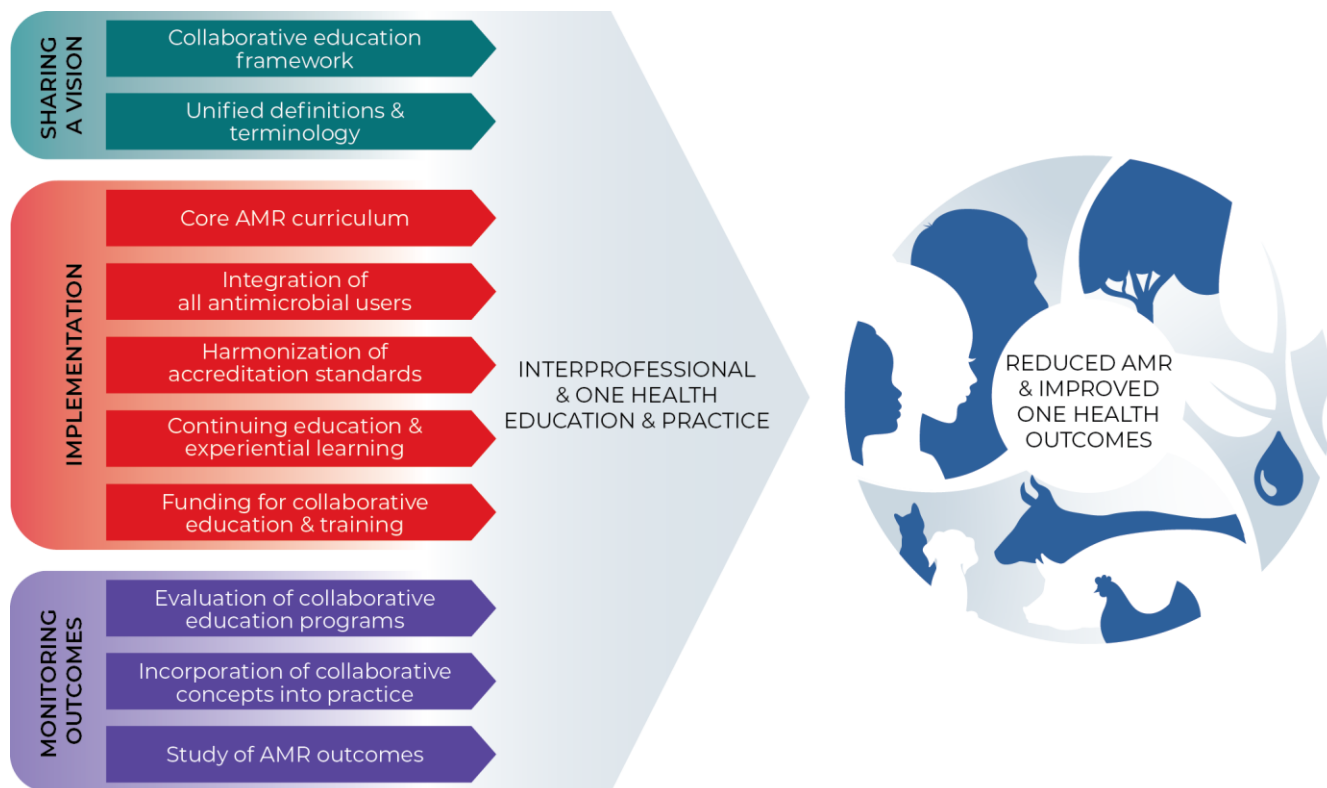 SHARING
A VISION
Collaborative education
framework
Unified definitions &
terminology
IMPLEMENTATION
Core AMR curriculum
Integration of
all antimicrobial users
Harmonization of
accreditation standards
Continuing education &
experiential learning
Funding for collaborative
education & training
MONITORING
OUTCOMES
Evaluation of collaborative
education programs
Incorporation of collaborative
concepts into practice
Study of AMR outcomes
INTERPROFESSIONAL
& ONE HEALTH
EDUCATION & PRACTICE
REDUCED AMR
& IMPROVED
ONE HEALTH
OUTCOMES